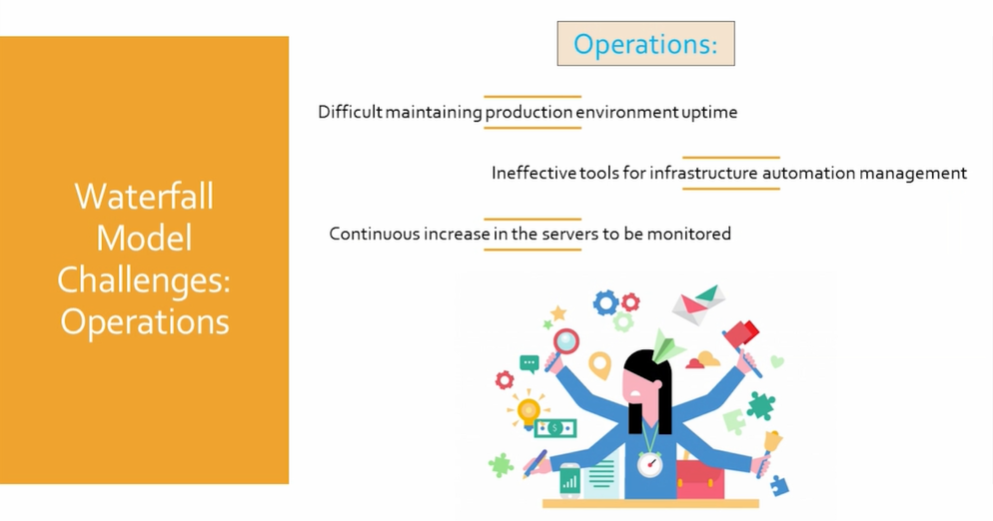 Operations:
Difficult maintaining production environment uptime
Ineffective tools for infrastructure automation management
Continuous increase in the servers to be monitored
Waterfall
Model
Challenges:
Operations
$